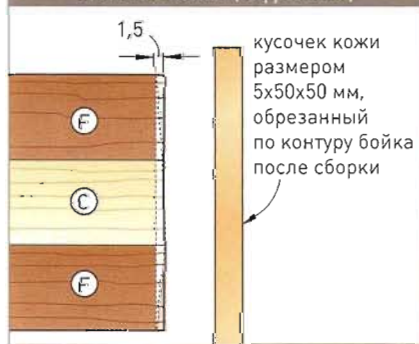 1,5
кусочек кожи
размером
5х50х50 мм,
обрезанный
по контуру бойка
после сборки
F
C
F